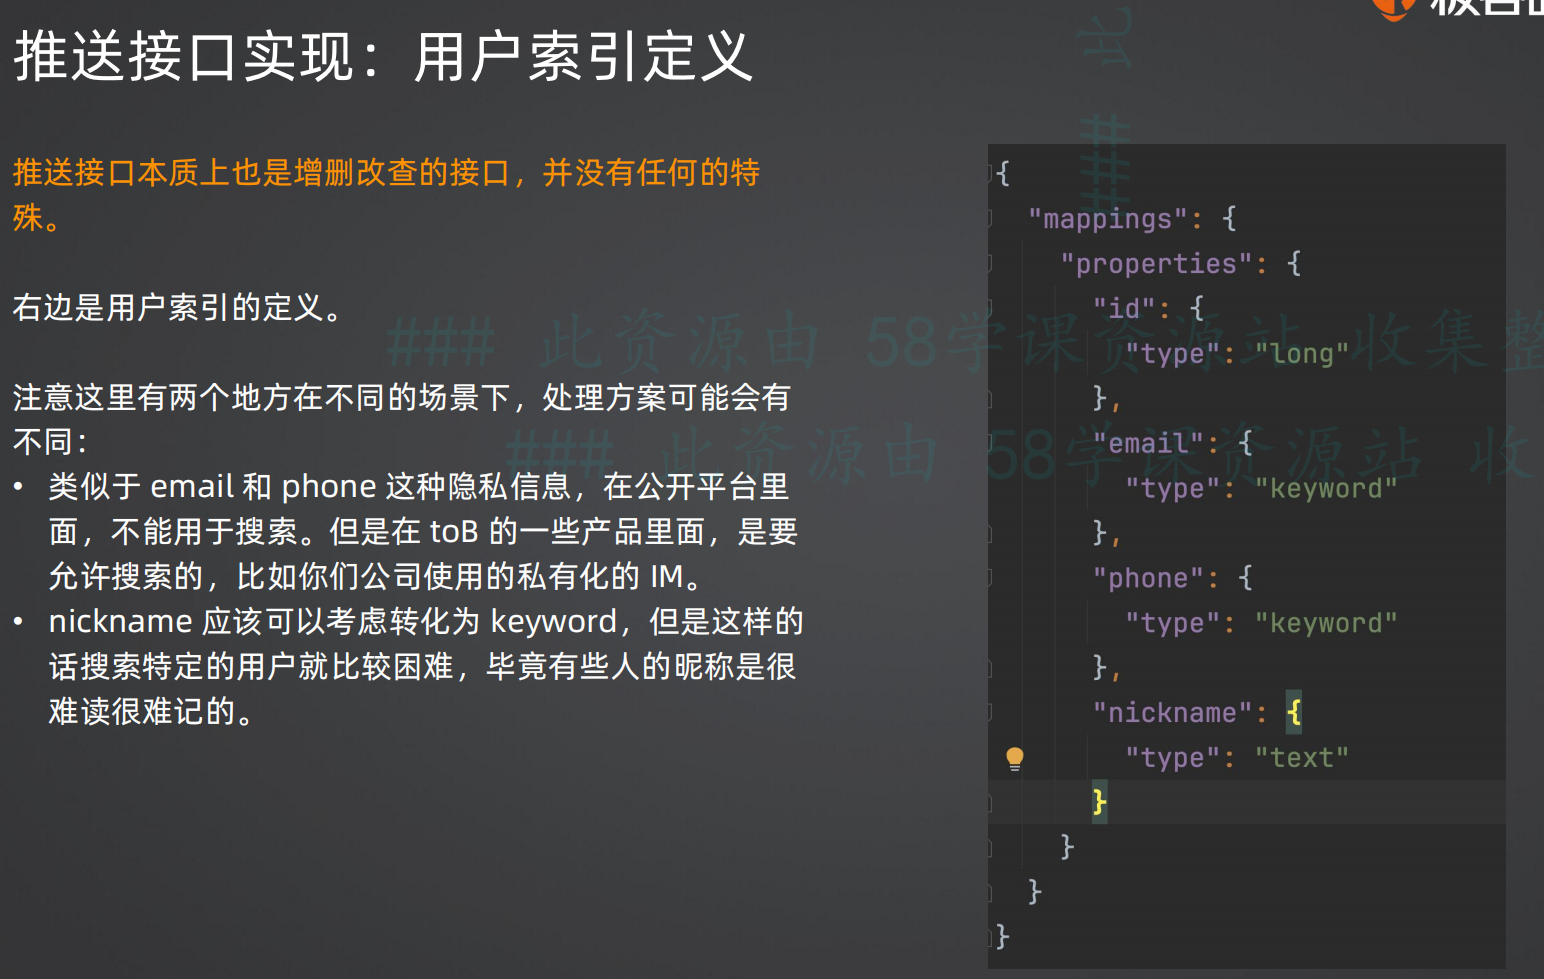 推送接口实现：用户索引定义
推送接口本质上也是增删改查的接口，并没有任何的特
殊。
右边是用户索引的定义。
注意这里有两个地方在不同的场景下，处理方案可能会有
不同：
• 类似于 email 和 phone 这种隐私信息，在公开平台里
面，不能用于搜索。但是在 toB 的一些产品里面，是要
允许搜索的，比如你们公司使用的私有化的 IM。
• nickname 应该可以考虑转化为 keyword，但是这样的
话搜索特定的用户就比较困难，毕竟有些人的昵称是很
难读很难记的。
{
"mappings": {
"properties": {
"id": {
"type": "long"
},
"email": {
"type": "keyword"
},
"phone": {
"type": "keyword"
},
"nickname": {
"type": "text"
}
}
}
}
### 此资源由 58学课资源站 收集整
### 此资源由 58学课资源站 收
### 此